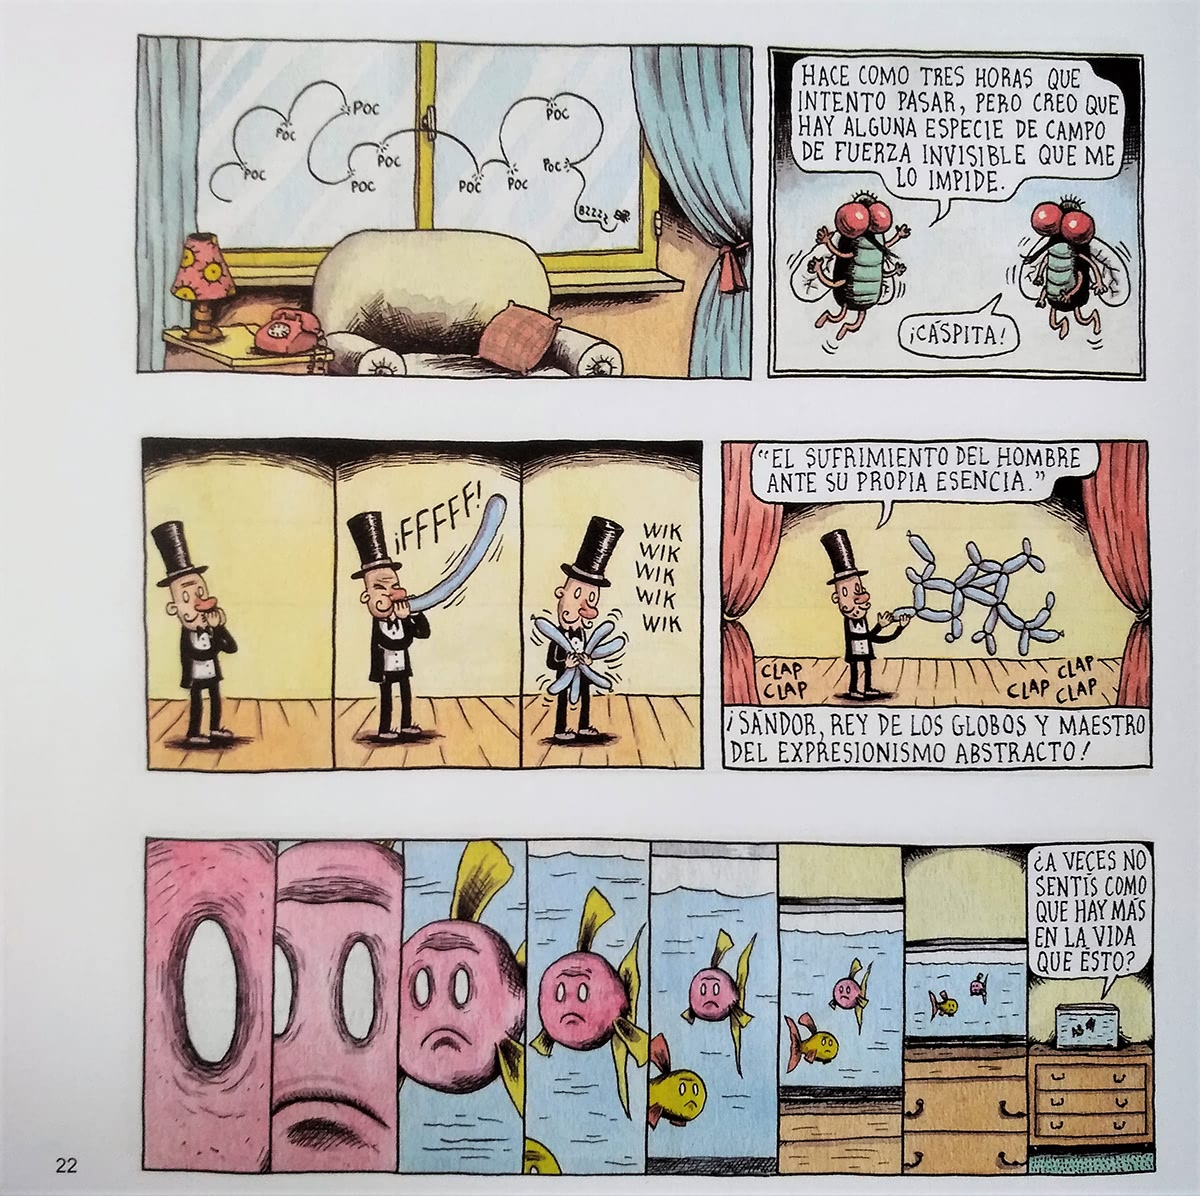 POC
POC
POC
POC
POC
POC
POC
POC
POC
BZZZZ
HACE COMO TRES HORAS QUE
INTENTO PASAR, PERO CREO QUE
HAY ALGUNA ESPECIE DE CAMPO
DE FUERZA INVISIBLE QUE ME
LO IMPIDE.
¡CÁSPITA!
¡FFFFF!
WIK
WIK
WIK
WIK
WIK
"EL SUFRIMIENTO DEL HOMBRE
ANTE SU PROPIA ESENCIA."
CLAP
CLAP
CLAP
CLAP
CLAP
¡SÁNDOR, REY DE LOS GLOBOS Y MAESTRO
DEL EXPRESIONISMO ABSTRACTO!
¿A VECES NO
SENTÍS COMO
QUE HAY MÁS
EN LA VIDA
QUE ESTO?
22